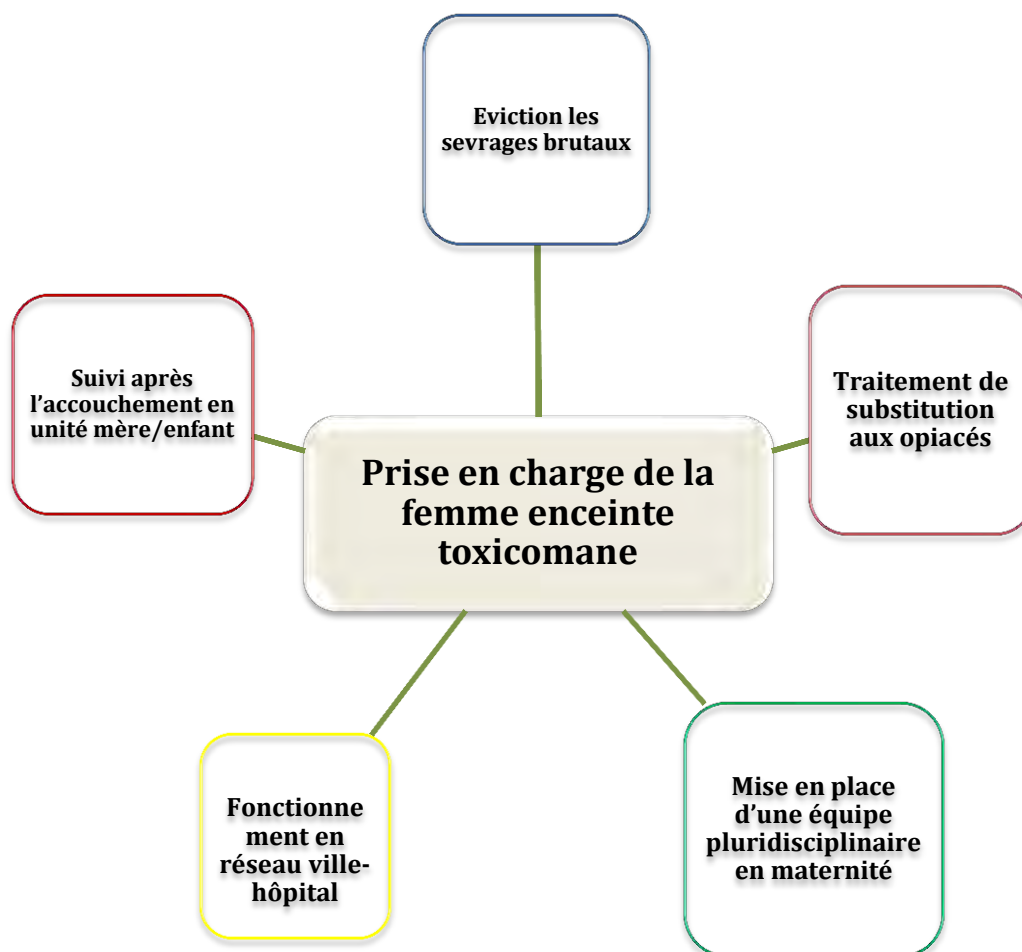 Eviction les
sevrages brutaux
Suivi après
l’accouchement en
unité mère/enfant
Traitement de
substitution
aux opiacés
Prise en charge de la
femme enceinte
toxicomane
Fonctionne
ment en
réseau ville-
hôpital
Mise en place
d’une équipe
pluridisciplinaire
en maternité